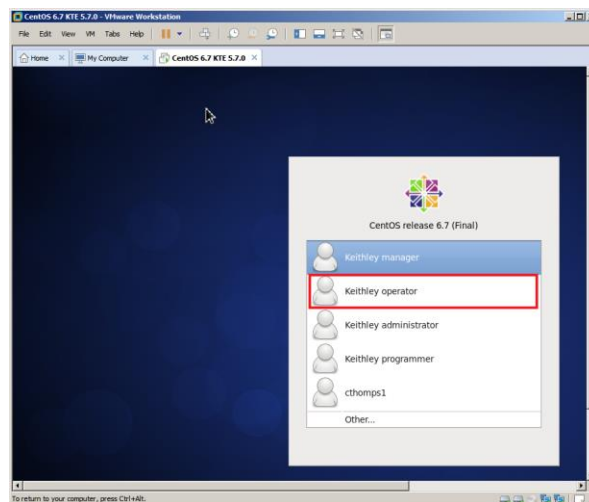 CentOS 6.7 KTE 5.7.0 - VMware Workstation
File Edit View VM Tabs Help
Home My Computer CentOS 6.7 KTE 5.7.0
CentOS release 6.7 (Final)
Keithley manager
Keithley operator
Keithley administrator
Keithley programmer
cthomps1
Other...
To return to your computer, press Ctrl+Alt.